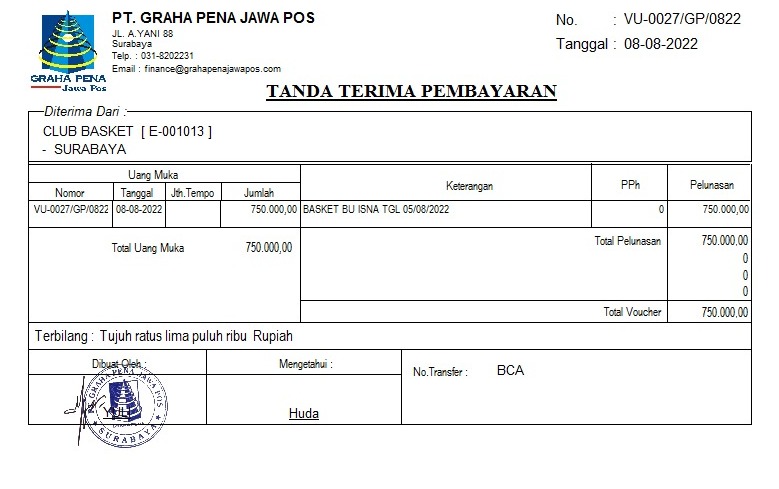 PT. GRAHA PENA JAWA POS
JL. A.YANI 88
Surabaya
Telp. : 031-8202231
Email : finance@grahapenajawapos.com
GRAHA PENA
Jawa Pos
No. : VU-0027/GP/0822
Tanggal : 08-08-2022
TANDA TERIMA PEMBAYARAN
Diterima Dari :
CLUB BASKET [ E-001013 ]
- SURABAYA
Uang Muka Keterangan PPh Pelunasan
Nomor Tanggal Jth.Tempo Jumlah
VU-0027/GP/0822 08-08-2022 750.000,00 BASKET BU ISNA TGL 05/08/2022 0 750.000,00
Total Uang Muka 750.000,00 Total Pelunasan 750.000,00
0
0
0
Total Voucher 750.000,00
Terbilang : Tujuh ratus lima puluh ribu Rupiah
Dibuat Oleh : Mengetahui : No.Transfer : BCA
PT. GRAHA PENA JAWA POS
SURABAYA
Huda